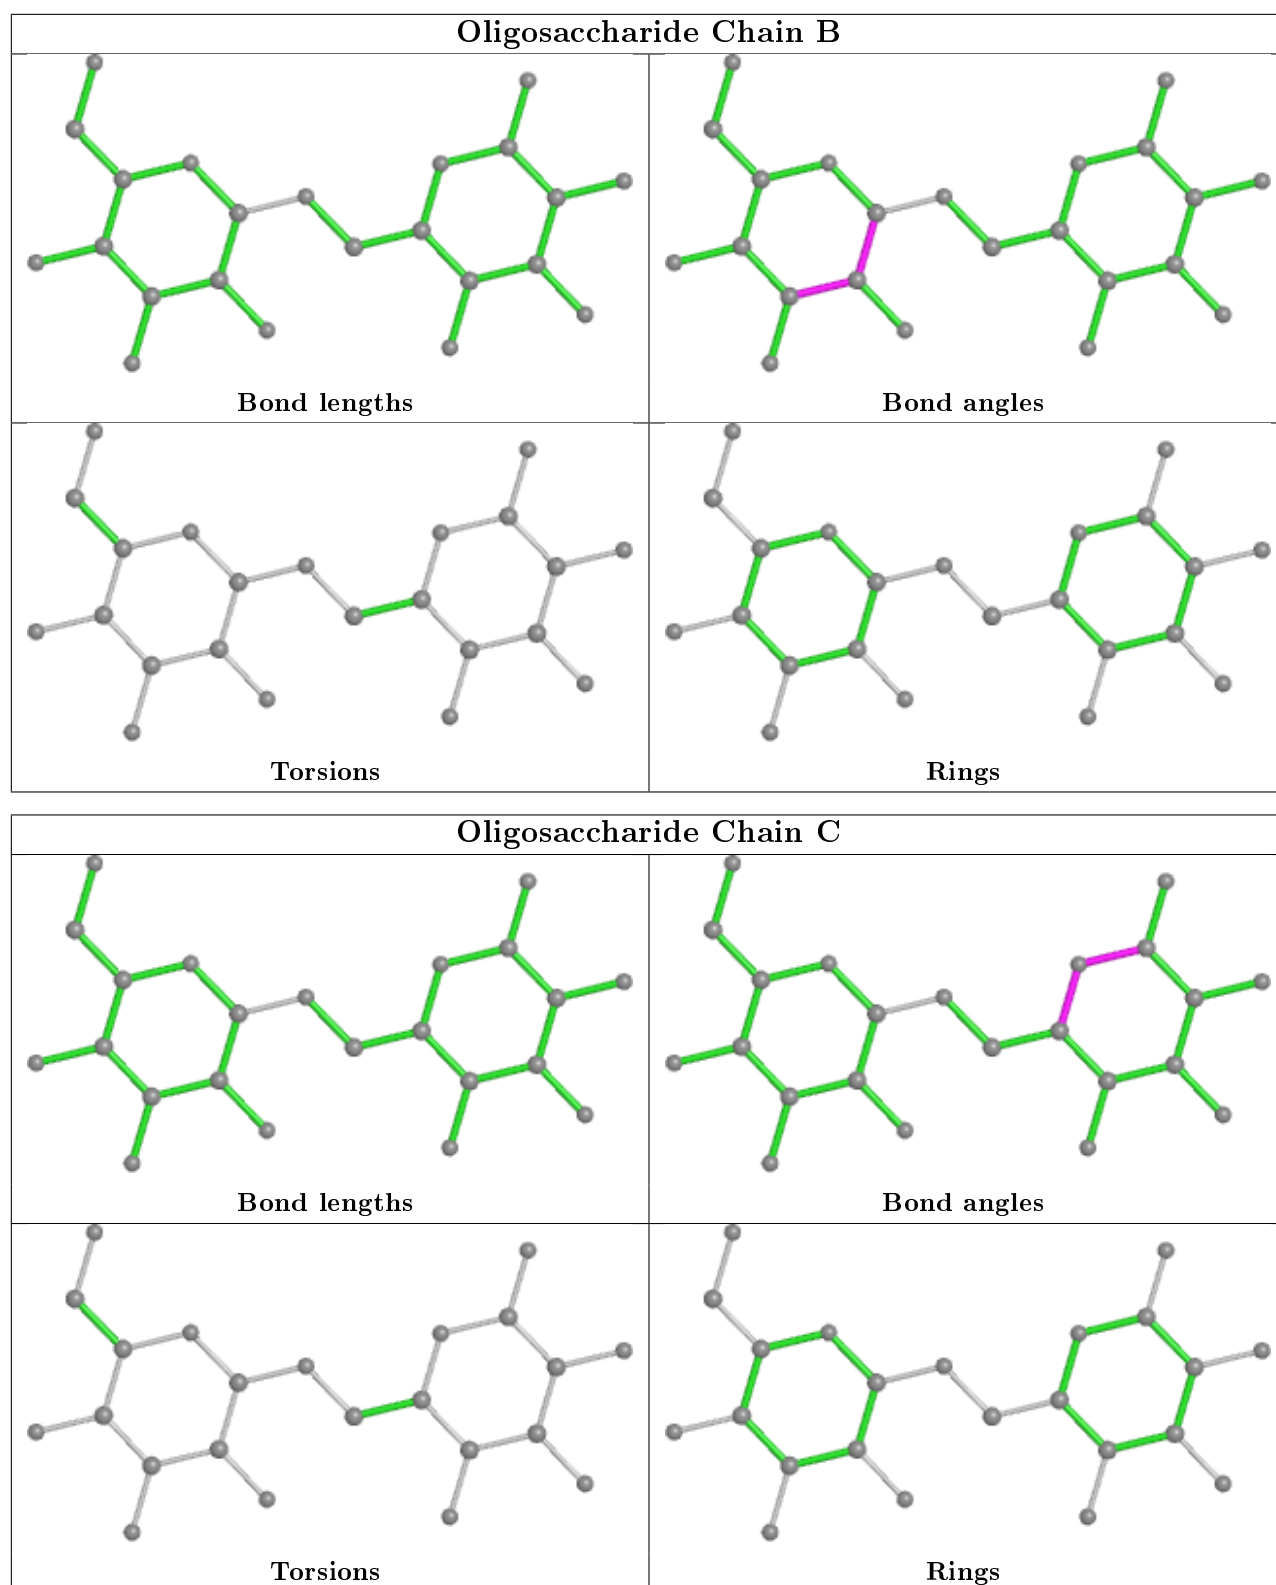 Oligosaccharide Chain B
Bond lengths
Bond angles
Torsions
Rings
Oligosaccharide Chain C
Bond lengths
Bond angles
Torsions
Rings